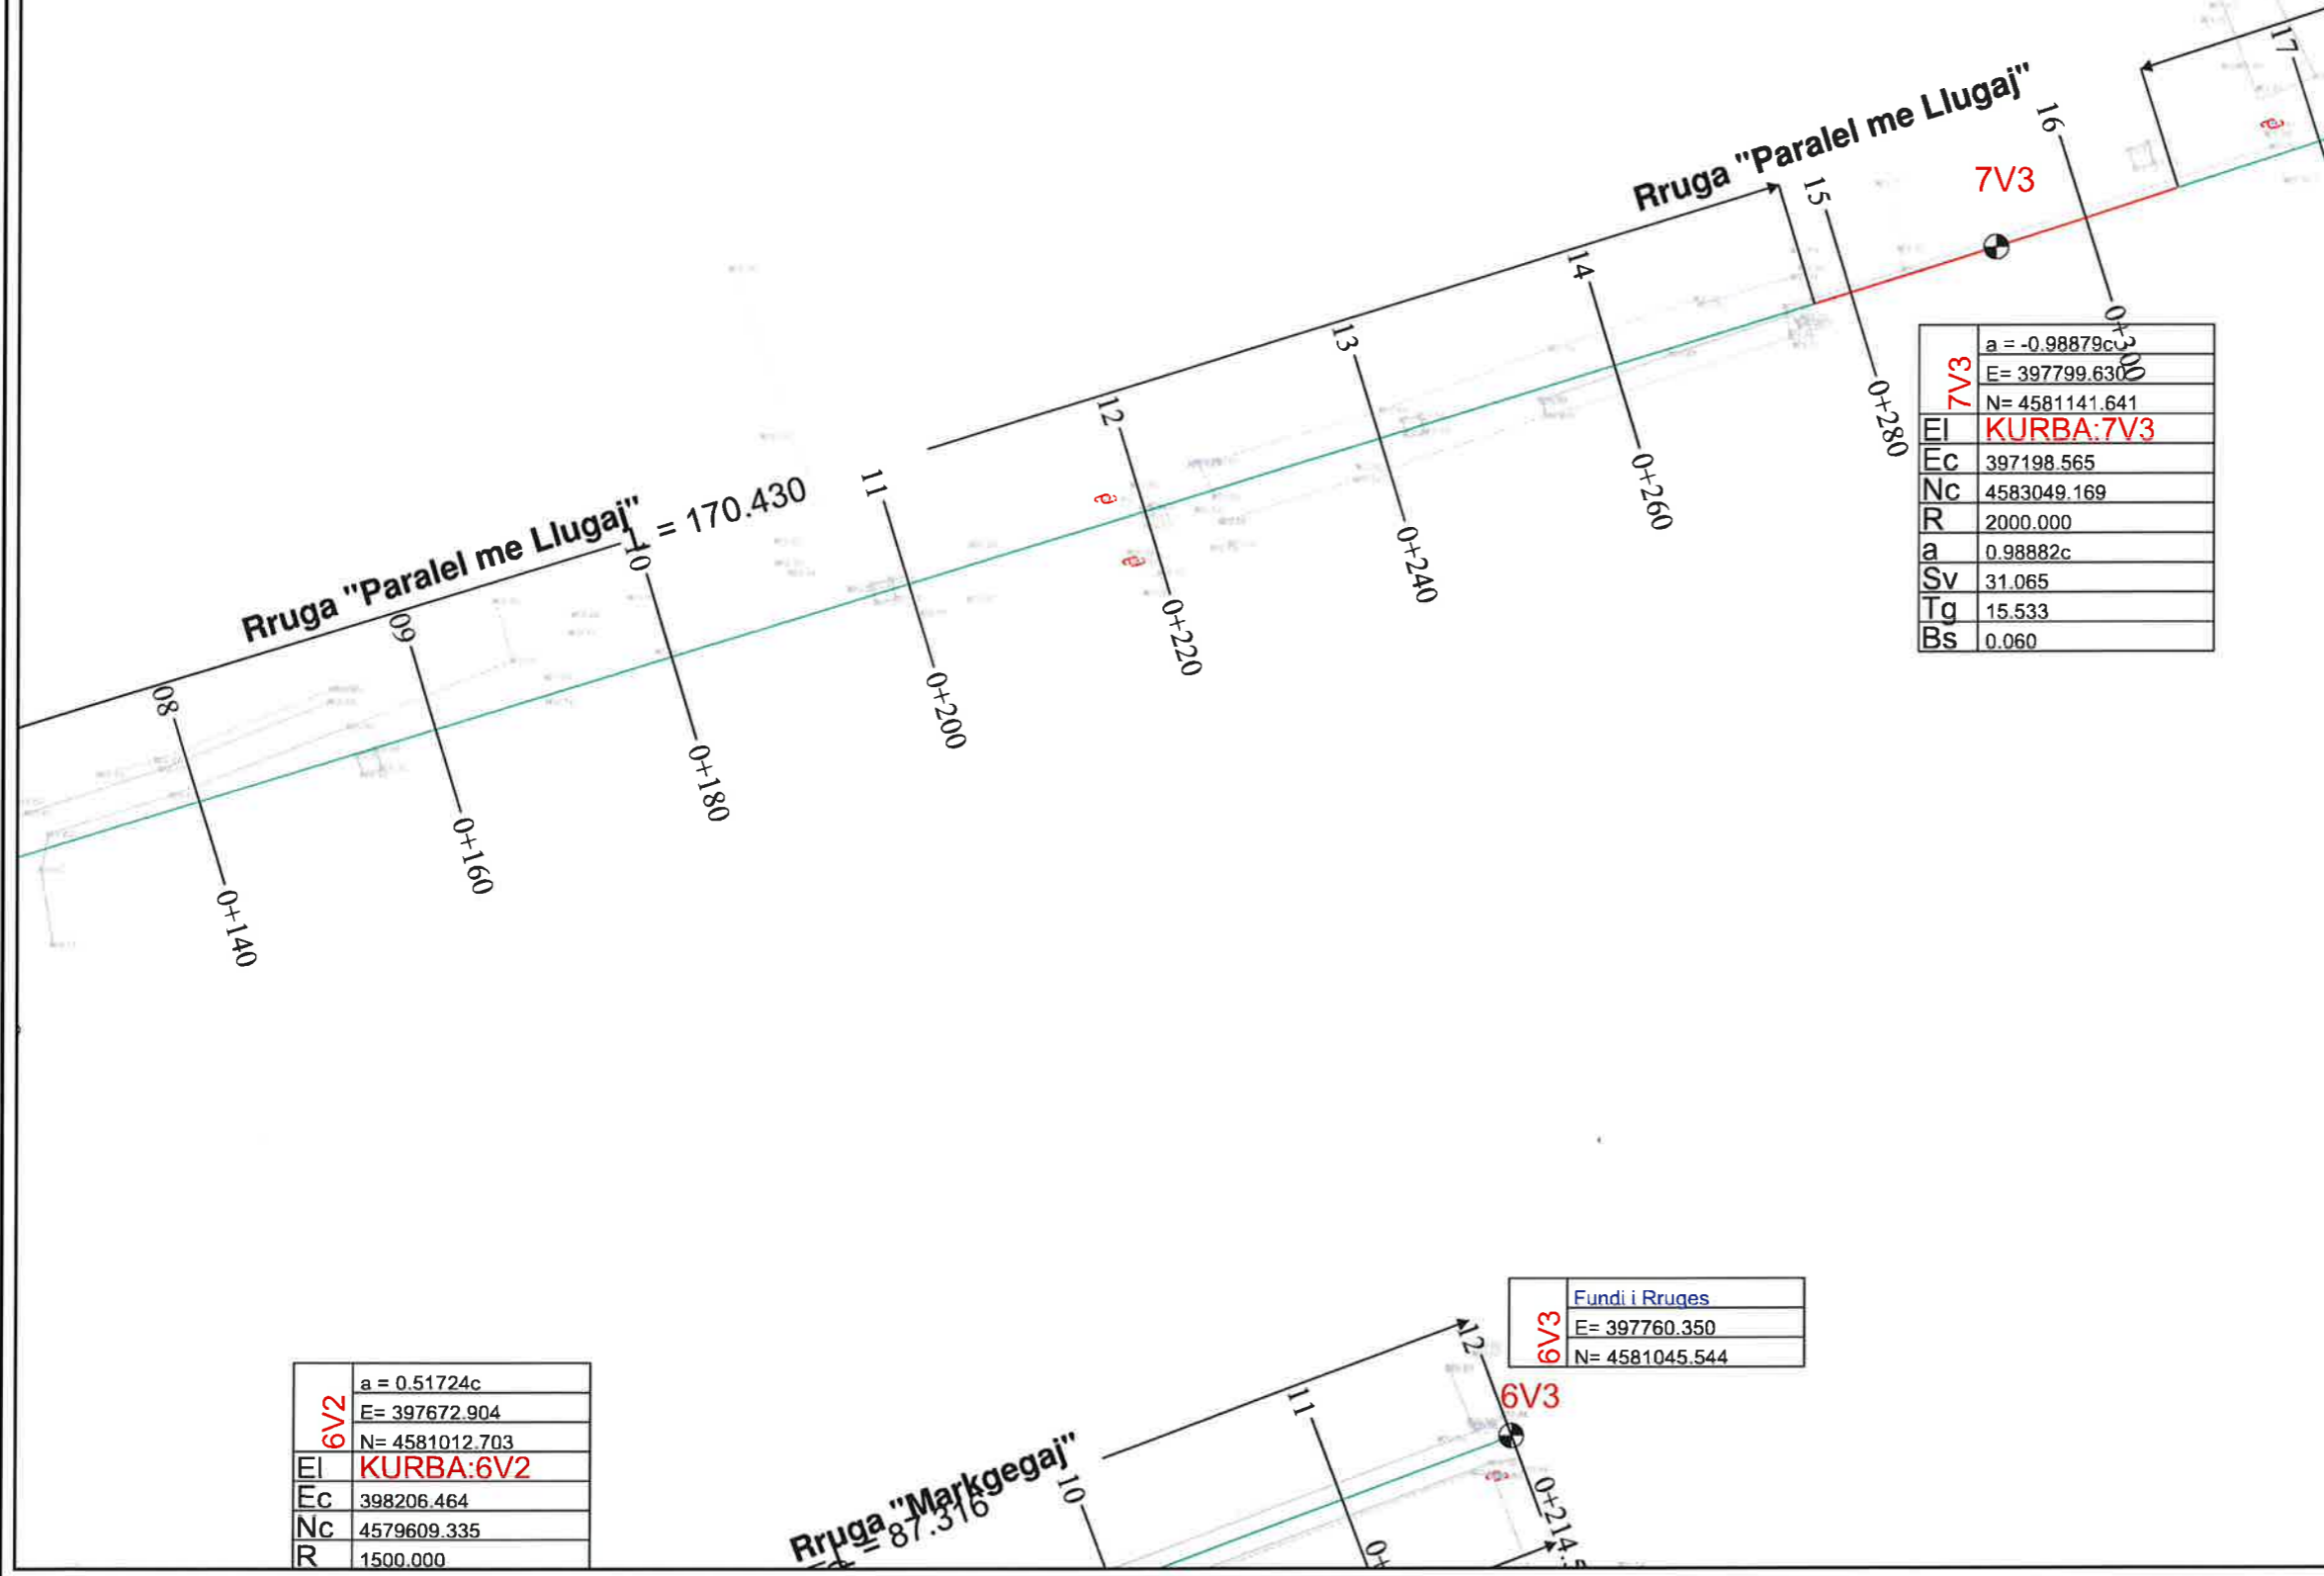 17
Rruga "Paralel me Llugaj"
16
15
7V3
14
13
12
11
0+300
0+280
0+260
0+240
0+220
0+200
Rruga "Paralel me Llugaj"
L = 170.430
10
09
08
0+180
0+160
0+140
7V3
a = -0.98879c
E= 397799.630
N= 4581141.641
El KURBA:7V3
Ec 397198.565
Nc 4583049.169
R 2000.000
a 0.98882c
Sv 31.065
Tg 15.533
Bs 0.060
6V3
Fundi i Rruges
E= 397760.350
N= 4581045.544
12
6V3
11
10
Rruga "Markgegaj"
= 87.316
0+214.
0+
6V2
a = 0.51724c
E= 397672.904
N= 4581012.703
El KURBA:6V2
Ec 398206.464
Nc 4579609.335
R 1500.000